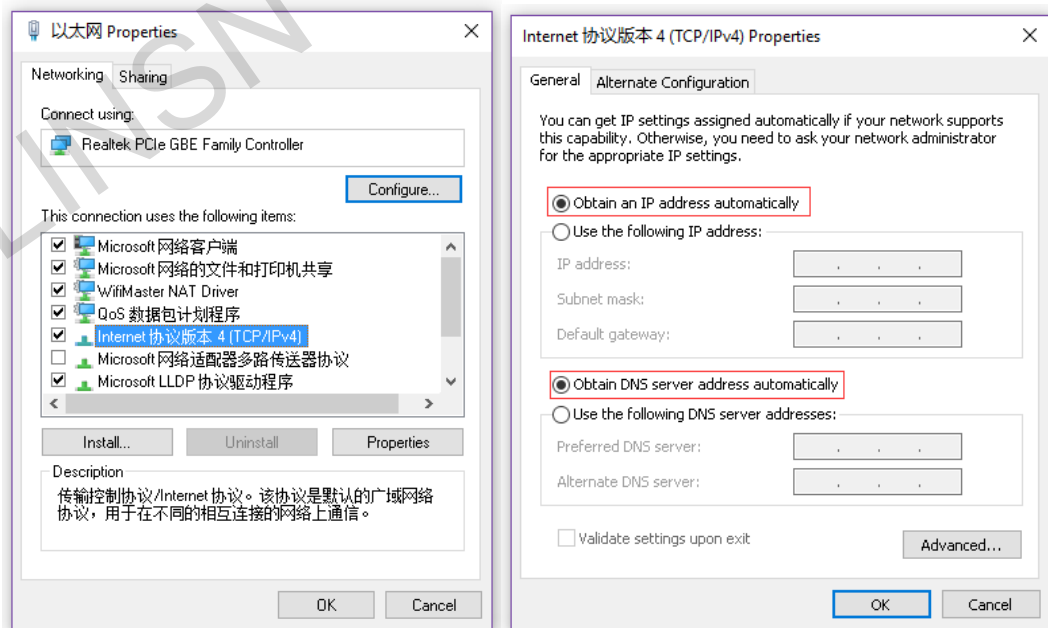 以太网 Properties
Networking
Sharing
Connect using:
Realtek PCIe GBE Family Controller
Configure...
This connection uses the following items:
Microsoft 网络客户端
Microsoft 网络的文件和打印机共享
WifiMaster NAT Driver
QoS 数据包计划程序
Internet 协议版本 4 (TCP/IPv4)
Microsoft 网络适配器多路传送器协议
Microsoft LLDP 协议驱动程序
Install...
Uninstall
Properties
Description
传输控制协议/Internet 协议。该协议是默认的广域网络
协议，用于在不同的相互连接的网络上通信。
OK
Cancel
LINSN
Internet 协议版本 4 (TCP/IPv4) Properties
General
Alternate Configuration
You can get IP settings assigned automatically if your network supports
this capability. Otherwise, you need to ask your network administrator
for the appropriate IP settings.
Obtain an IP address automatically
Use the following IP address:
IP address:
Subnet mask:
Default gateway:
Obtain DNS server address automatically
Use the following DNS server addresses:
Preferred DNS server:
Alternate DNS server:
Validate settings upon exit
Advanced...
OK
Cancel